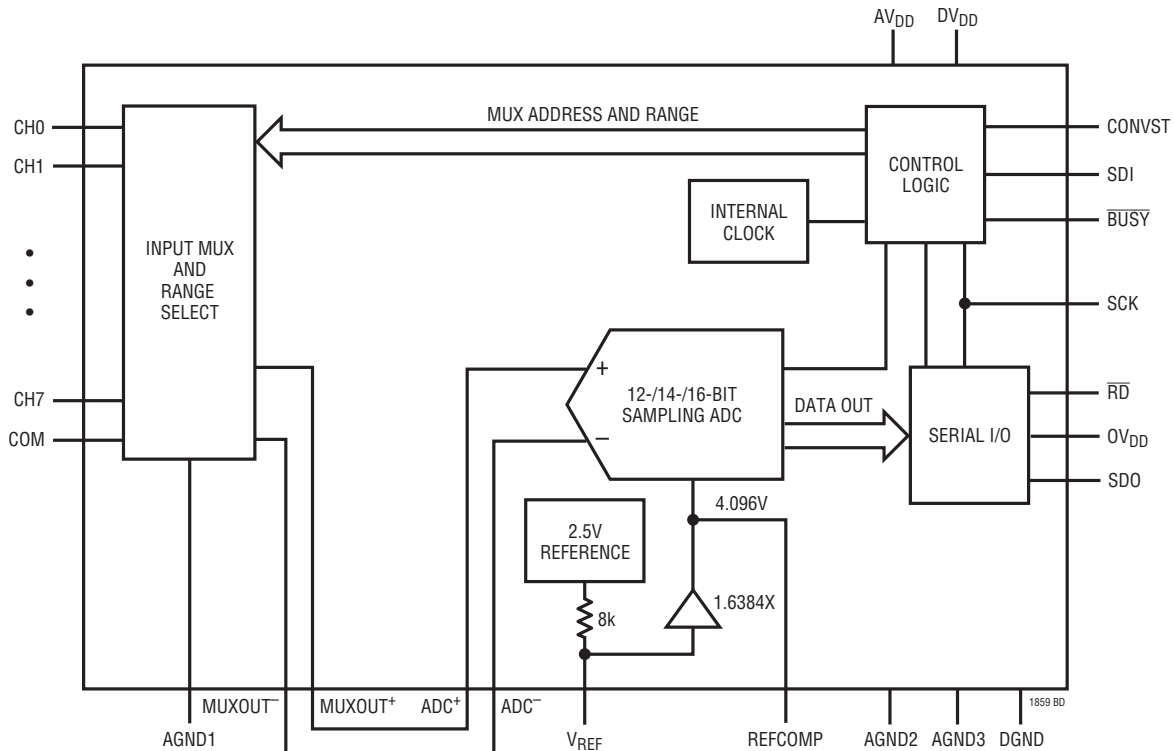 AVDD DVDD
CH0
CH1
•
•
•
CH7
COM
INPUT MUX
AND
RANGE
SELECT
MUX ADDRESS AND RANGE
INTERNAL
CLOCK
CONTROL
LOGIC
CONVST
SDI
BUSY
SCK
+
−
12-/14-/16-BIT
SAMPLING ADC
DATA OUT
SERIAL I/O
RD
OVDD
SDO
2.5V
REFERENCE
8k
4.096V
1.6384X
MUXOUT− MUXOUT+ ADC+ ADC−
1859 BD
AGND1 VREF REFCOMP AGND2 AGND3 DGND